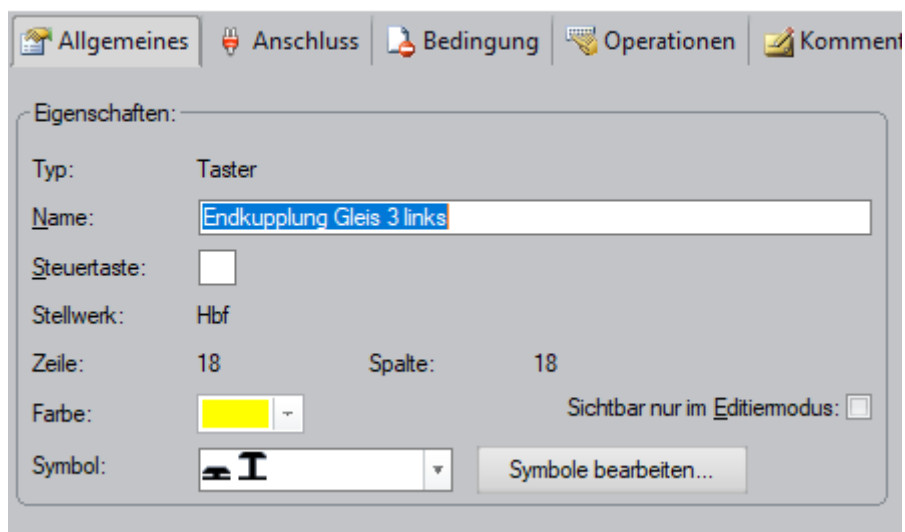 Allgemeines Anschluss Bedingung Operationen Komment
Eigenschaften:
Typ: Taster
Name: Endkupplung Gleis 3 links
Steuertaste:
Stellwerk: Hbf
Zeile: 18 Spalte: 18
Farbe: Sichtbar nur im Editiermodus:
Symbol: Symbole bearbeiten...